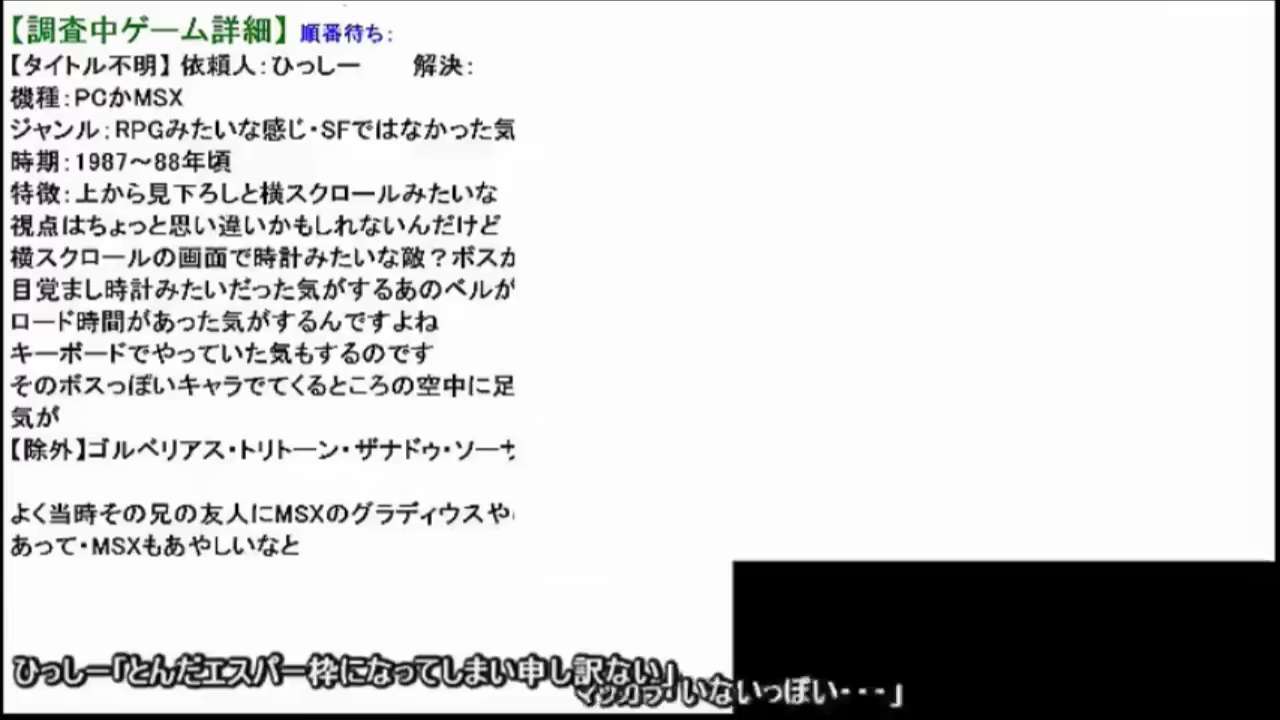 【調査中ゲーム詳細】 順番待ち：
【タイトル不明】 依頼人：ひっしー　　解決：
機種：PCかMSX
ジャンル：RPGみたいな感じ・SFではなかった気
時期：1987～88年頃
特徴：上から見下ろしと横スクロールみたいな
視点はちょっと思い違いかもしれないんだけど
横スクロールの画面で時計みたいな敵？ボスか
目覚まし時計みたいだった気がするあのベルが
ロード時間があった気がするんですよね
キーボードでやっていた気もするのです
そのボスっぽいキャラでてくるところの空中に足
気が
【除外】ゴルベリアス・トリトーン・ザナドゥ・ソーサ
よく当時その兄の友人にMSXのグラディウスや
あって・MSXもあやしいなと
ひっしー「とんだエスパー枠になってしまい申し訳ない」
いないっぽい・・・」